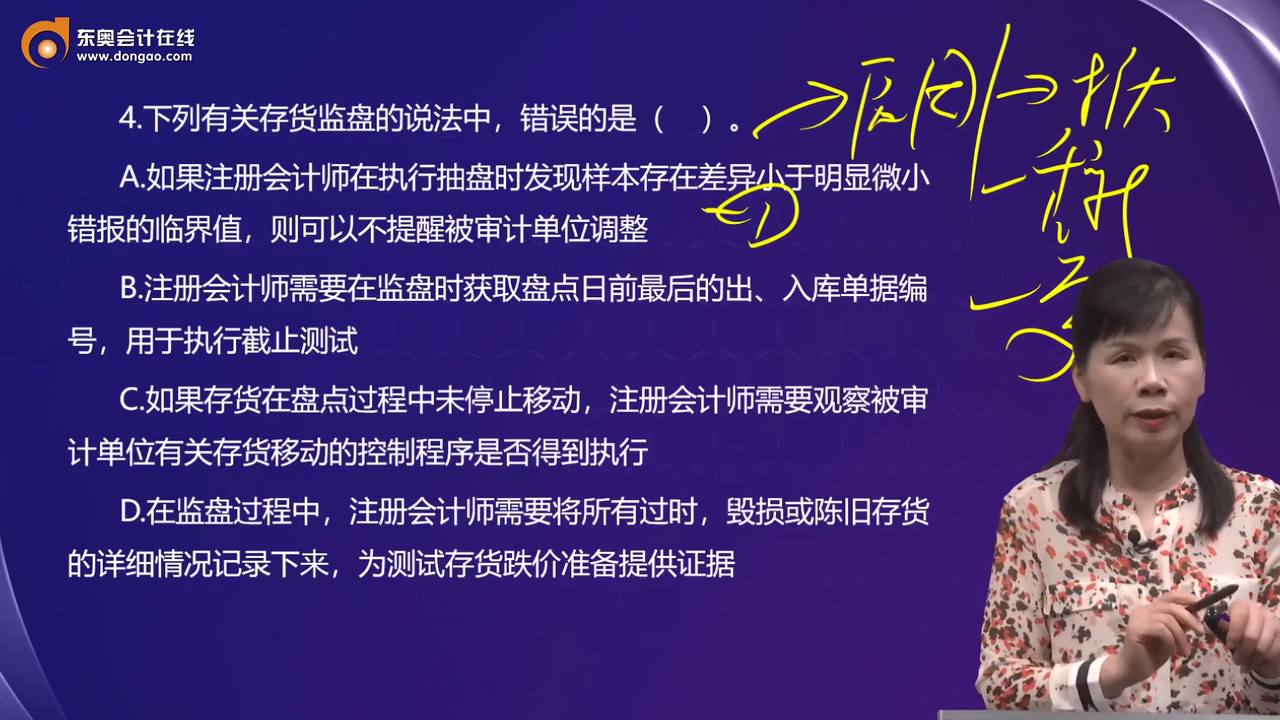 东奥会计在线
www.dongao.com
4.下列有关存货监盘的说法中，错误的是（ ）。
A.如果注册会计师在执行抽盘时发现样本存在差异小于明显微小
错报的临界值，则可以不提醒被审计单位调整
B.注册会计师需要在监盘时获取盘点日前最后的出、入库单据编
号，用于执行截止测试
C.如果存货在盘点过程中未停止移动，注册会计师需要观察被审
计单位有关存货移动的控制程序是否得到执行
D.在监盘过程中，注册会计师需要将所有过时，毁损或陈旧存货
的详细情况记录下来，为测试存货跌价准备提供证据